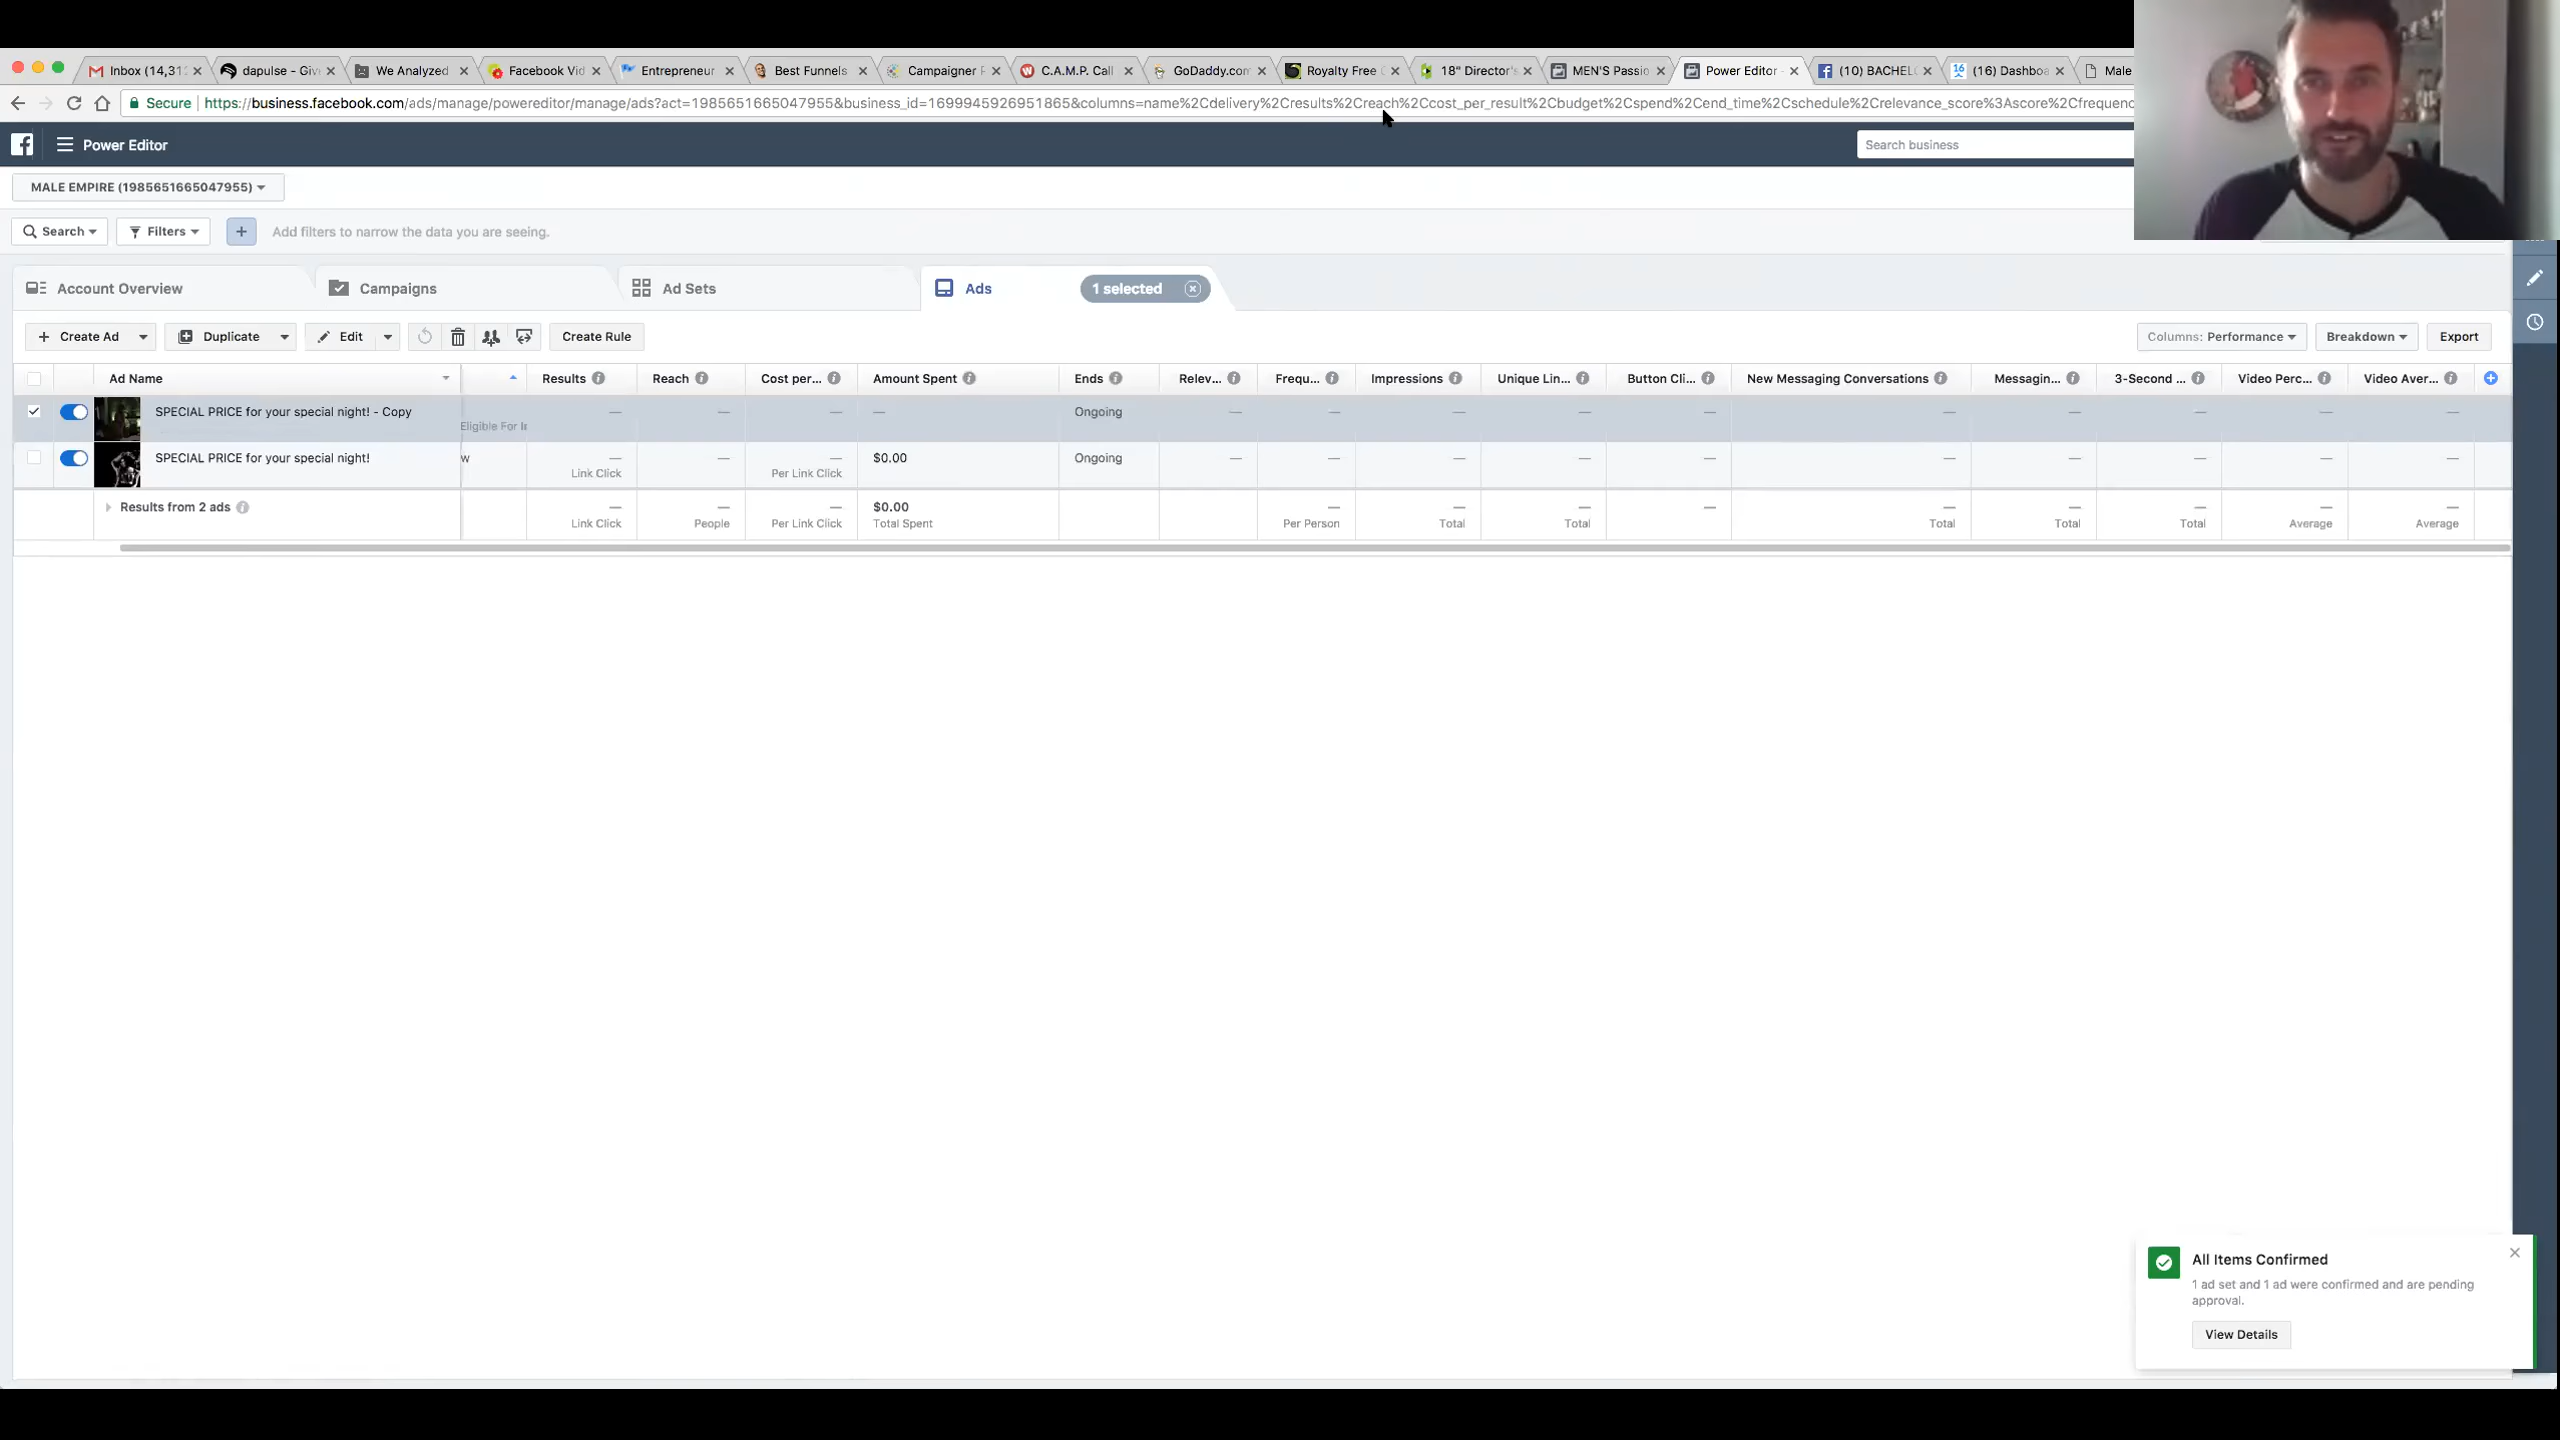 Inbox (14,31
dapulse - Giv
We Analyzed
Facebook Vid
Entrepreneur
Best Funnels
Campaigner P
C.A.M.P. Call
GoDaddy.com
Royalty Free
18" Director's
MEN'S Passio
Power Editor -
(10) BACHEL
16
(16) Dashboa
Male
Secure
https://business.facebook.com/ads/manage/powereditor/manage/ads?act=1985651665047955&business_id=1699945926951865&columns=name%2Cdelivery%2Cresults%2Creach%2Ccost_per_result%2Cbudget%2Cspend%2Cend_time%2Cschedule%2Crelevance_score%3Ascore%2Cfrequenc
Power Editor
Search business
MALE EMPIRE (1985651665047955)
Search
Filters
Add filters to narrow the data you are seeing.
Account Overview
Campaigns
Ad Sets
Ads
1 selected
Create Ad
Duplicate
Edit
Create Rule
Columns: Performance
Breakdown
Export
Ad Name
Results
Reach
Cost per...
Amount Spent
Ends
Relev...
Frequ...
Impressions
Unique Lin...
Button Cli...
New Messaging Conversations
Messagin...
3-Second ...
Video Perc...
Video Aver...
SPECIAL PRICE for your special night! - Copy
Eligible For
— — — — Ongoing — — — — — — — — — —
SPECIAL PRICE for your special night!
w
— — — $0.00 Ongoing — — — — — — — — — —
Link Click
Per Link Click
Results from 2 ads
— — — $0.00 — — — — — — — — —
Link Click
People
Per Link Click
Total Spent
Per Person
Total
Total
Total
Total
Total
Average
Average
All Items Confirmed
1 ad set and 1 ad were confirmed and are pending
approval.
View Details